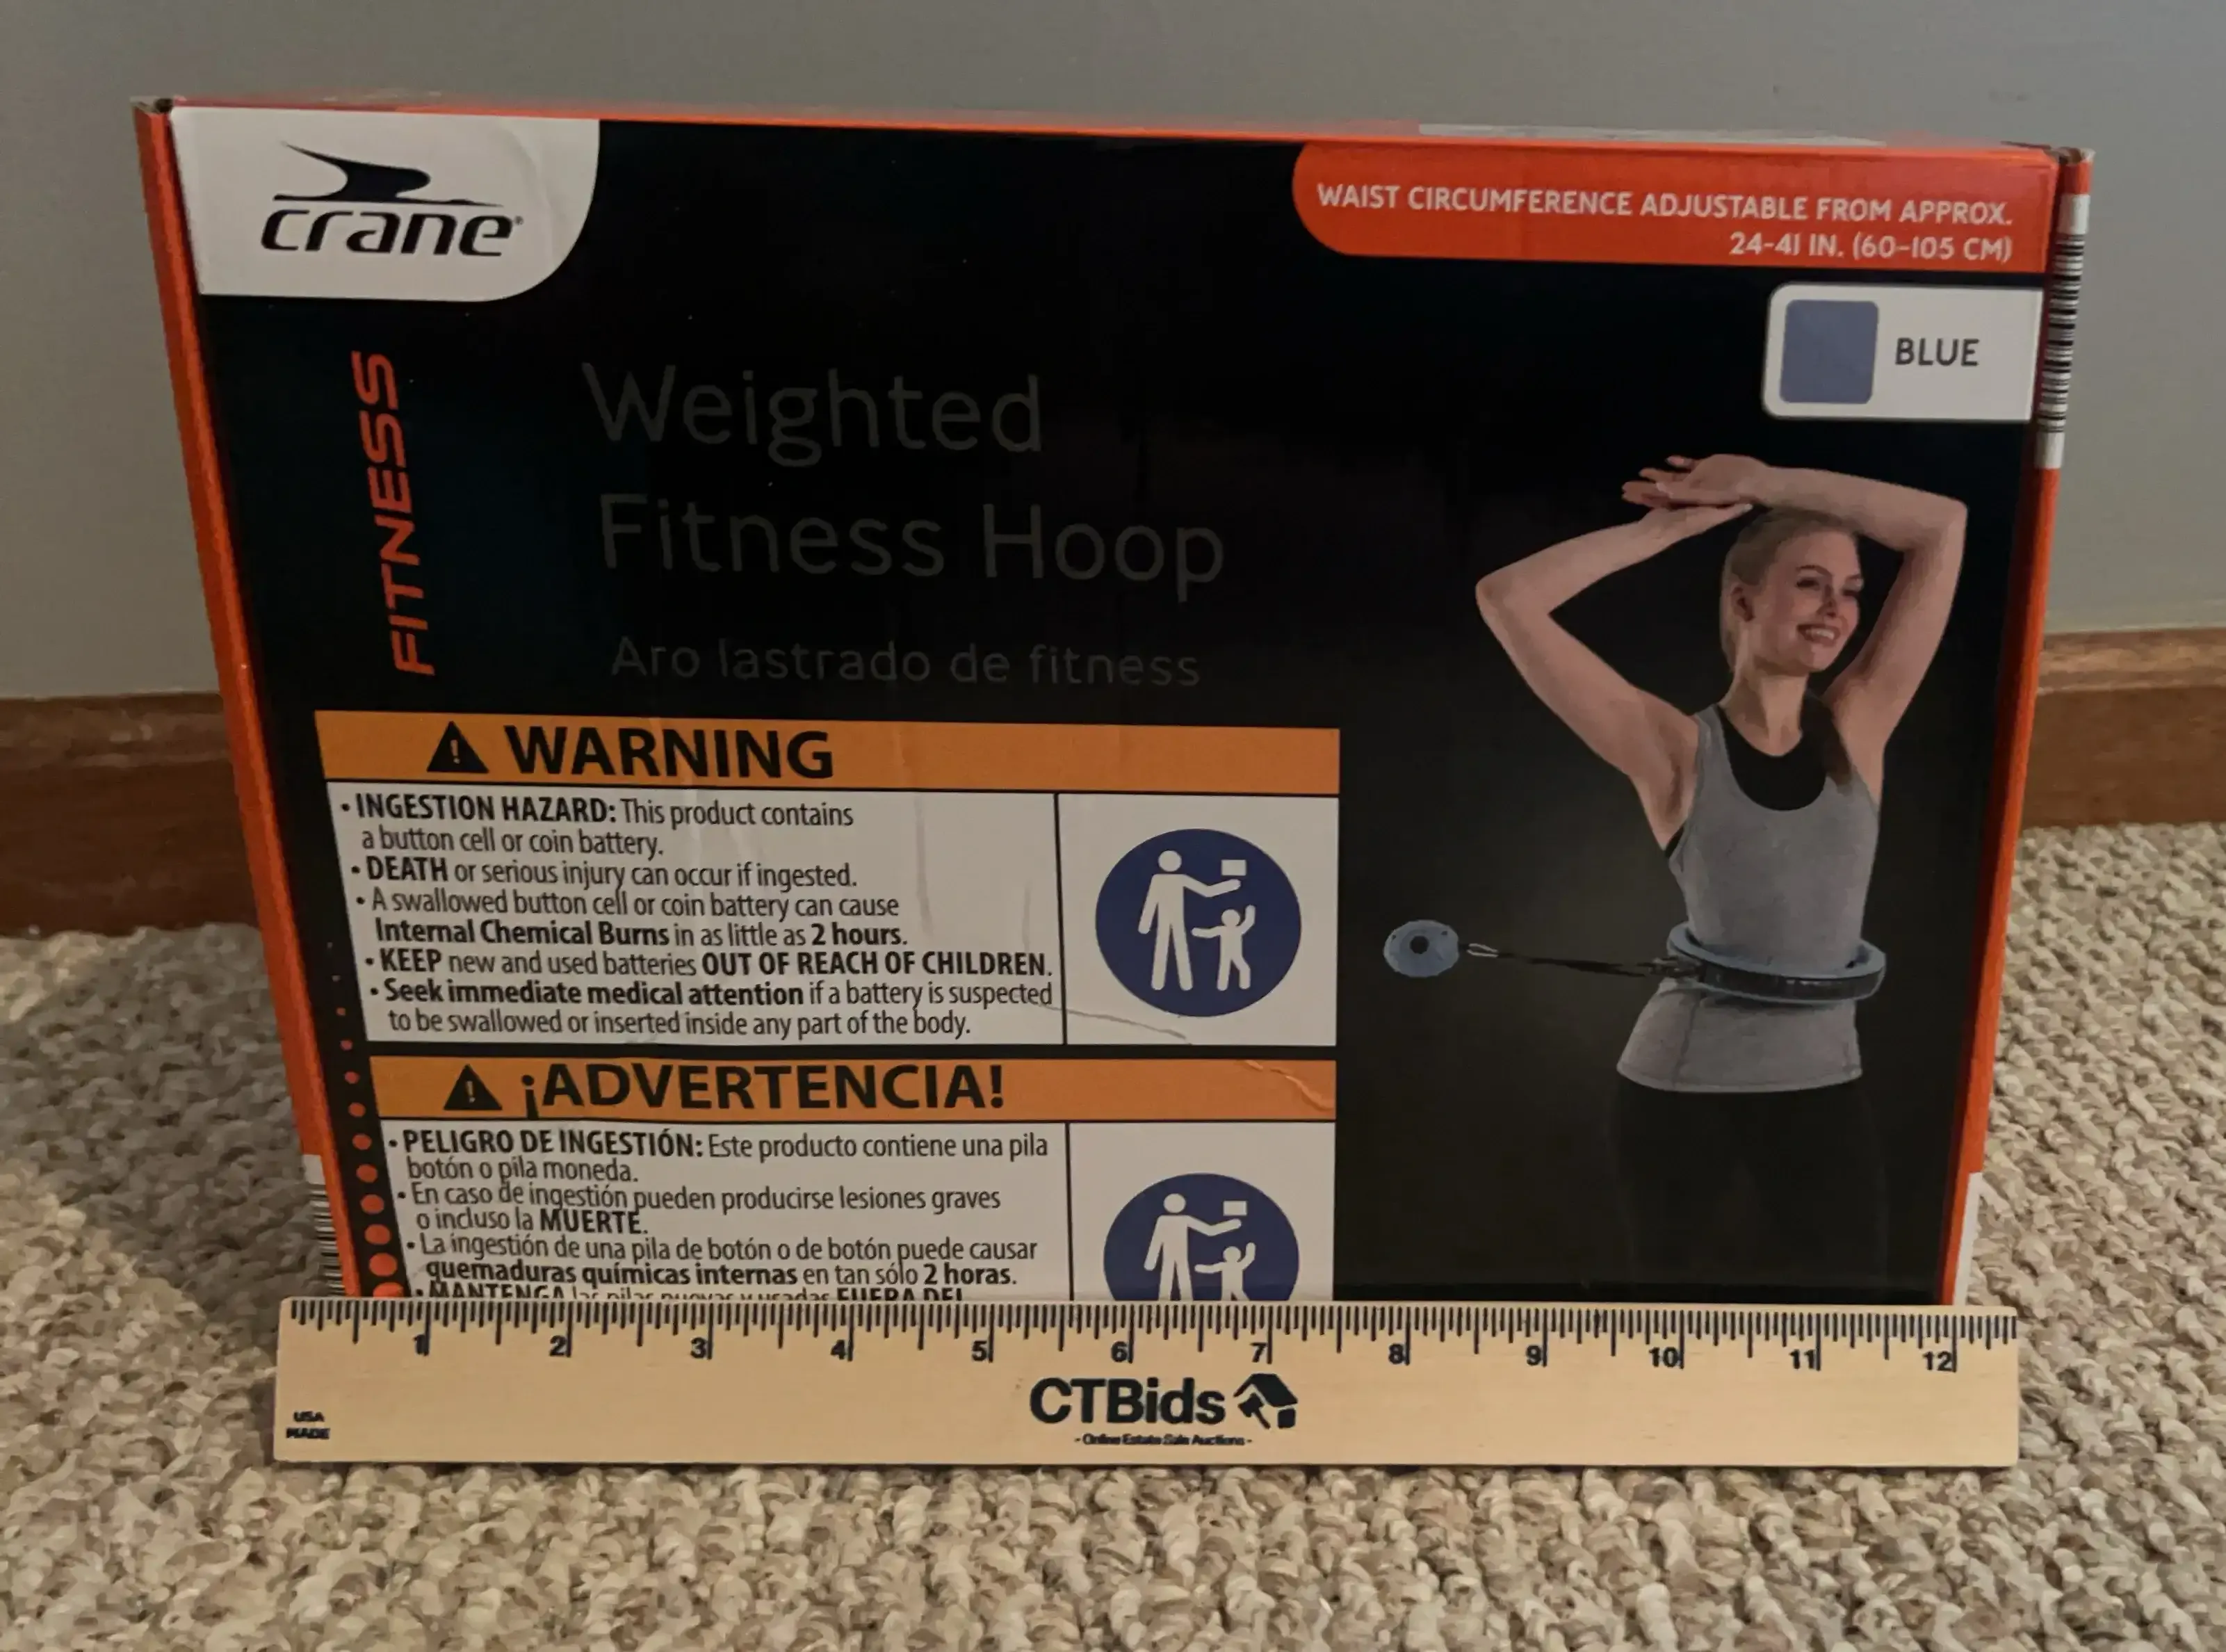 crane®
WAIST CIRCUMFERENCE ADJUSTABLE FROM APPROX.
24-41 IN. (60-105 CM)
BLUE
FITNESS
Weighted
Fitness Hoop
Aro lastrado de fitness
WARNING
• INGESTION HAZARD: This product contains
a button cell or coin battery.
• DEATH or serious injury can occur if ingested.
• A swallowed button cell or coin battery can cause
Internal Chemical Burns in as little as 2 hours.
• KEEP new and used batteries OUT OF REACH OF CHILDREN.
• Seek immediate medical attention if a battery is suspected
to be swallowed or inserted inside any part of the body.
¡ADVERTENCIA!
• PELIGRO DE INGESTIÓN: Este producto contiene una pila
botón o pila moneda.
• En caso de ingestión pueden producirse lesiones graves
o incluso la MUERTE.
• La ingestión de una pila de botón o de botón puede causar
quemaduras químicas internas en tan sólo 2 horas.
• MANTENGA las pilas nuevas y usadas FUERA DEL
1 2 3 4 5 6 7 8 9 10 11 12
CTBids
- Online Estate Sale Auctions -
USA
MADE